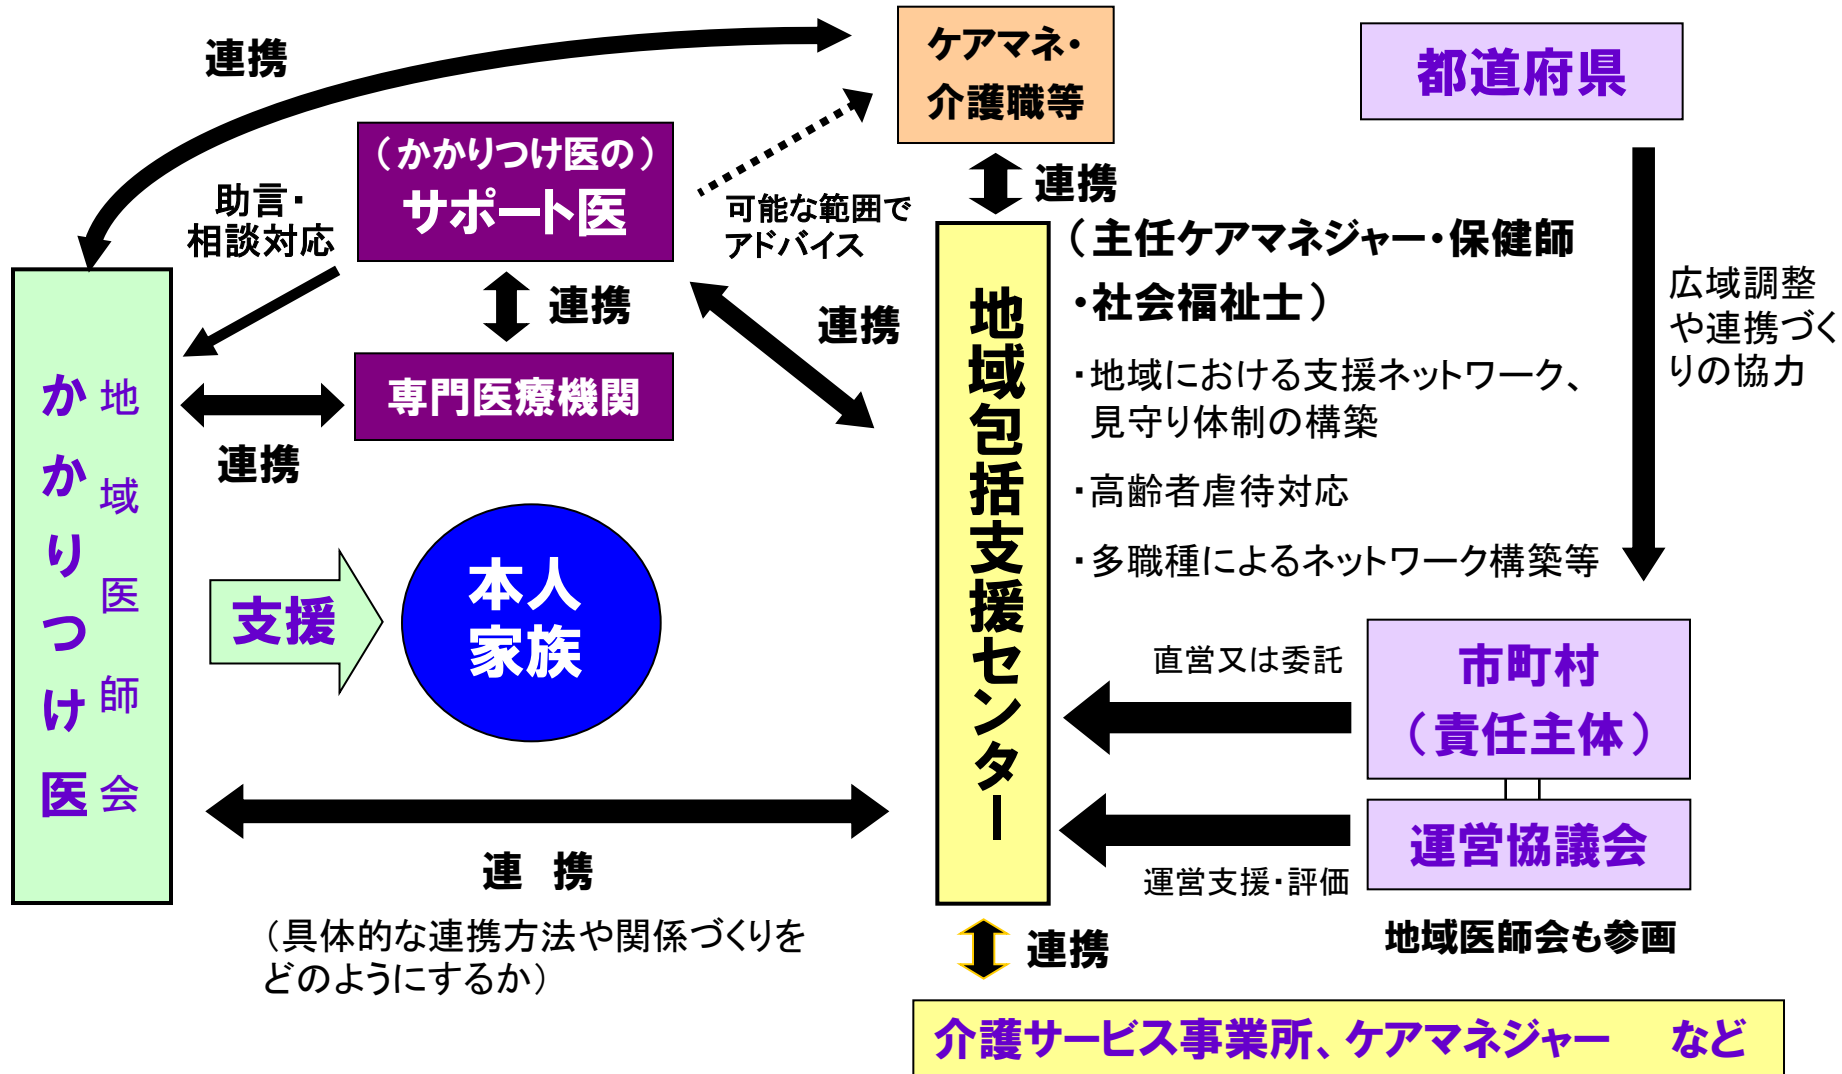 連携
ケアマネ・
介護職等
都道府県
(かかりつけ医の)
サポート医
助言・
相談対応
可能な範囲で
アドバイス
連携
(主任ケアマネジャー・保健師
・社会福祉士)
連携
連携
広域調整
や連携づく
りの協力
専門医療機関
連携
かかりつけ医
地域医師会
地域包括支援センター
・地域における支援ネットワーク、
見守り体制の構築
・高齢者虐待対応
・多職種によるネットワーク構築等
支援
本人
家族
直営又は委託
市町村
(責任主体)
運営協議会
運営支援・評価
地域医師会も参画
連 携
(具体的な連携方法や関係づくりを
どのようにするか)
連携
介護サービス事業所、ケアマネジャー など